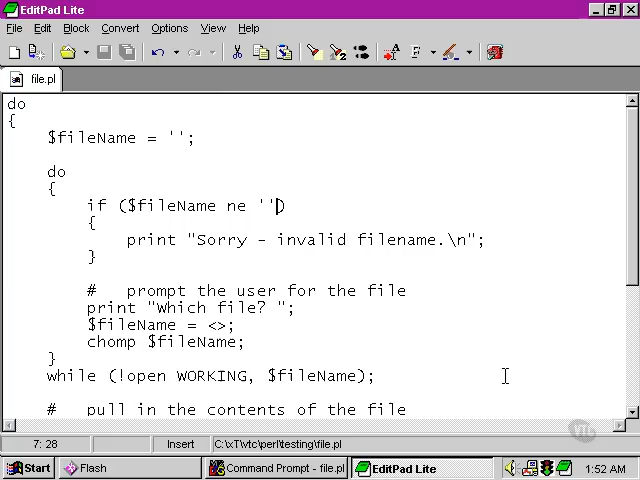 EditPad Lite
File Edit Block Convert Options View Help
file.pl
do
{
$fileName = '';
do
{
if ($fileName ne '')
{
print "Sorry - invalid filename.\n";
}
# prompt the user for the file
print "Which file? ";
$fileName = <>;
chomp $fileName;
}
while (!open WORKING, $fileName);
# pull in the contents of the file
VTC
7: 28 Insert C:\xT\vtc\perl\testing\file.pl
Start Flash Command Prompt - file.pl EditPad Lite 1:52 AM